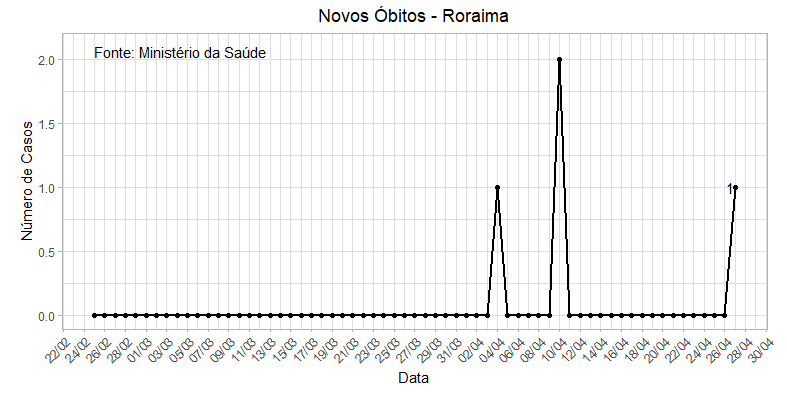 Novos Óbitos - Roraima
Fonte: Ministério da Saúde
Número de Casos
2.0
1.5
1.0
0.5
0.0
1
22/02 24/02 26/02 28/02 01/03 03/03 05/03 07/03 09/03 11/03 13/03 15/03 17/03 19/03 21/03 23/03 25/03 27/03 29/03 31/03 02/04 04/04 06/04 08/04 10/04 12/04 14/04 16/04 18/04 20/04 22/04 24/04 26/04 28/04 30/04
Data